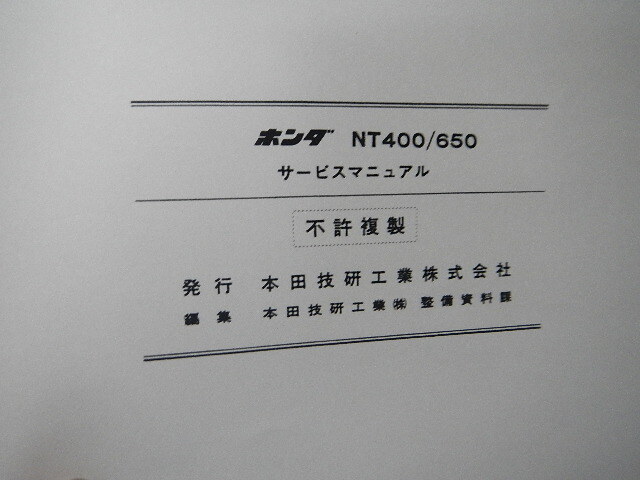 ホンダ NT400/650
サービスマニュアル
不許複製
発行 本田技研工業株式会社
編集 本田技研工業㈱ 整備資料課